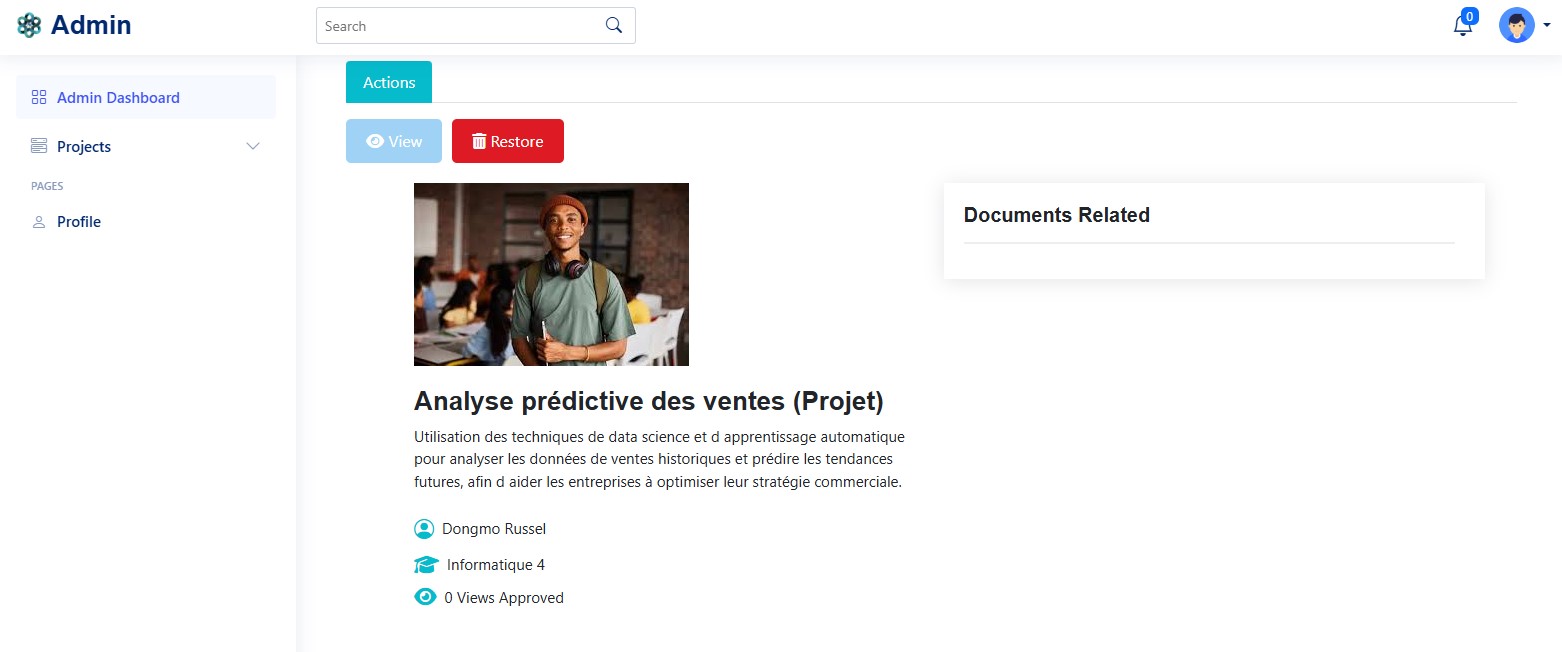 Admin
Search
0
Admin Dashboard
Projects
PAGES
Profile
Actions
View
Restore
Analyse prédictive des ventes (Projet)
Utilisation des techniques de data science et d apprentissage automatique
pour analyser les données de ventes historiques et prédire les tendances
futures, afin d aider les entreprises à optimiser leur stratégie commerciale.
Dongmo Russel
Informatique 4
0 Views Approved
Documents Related